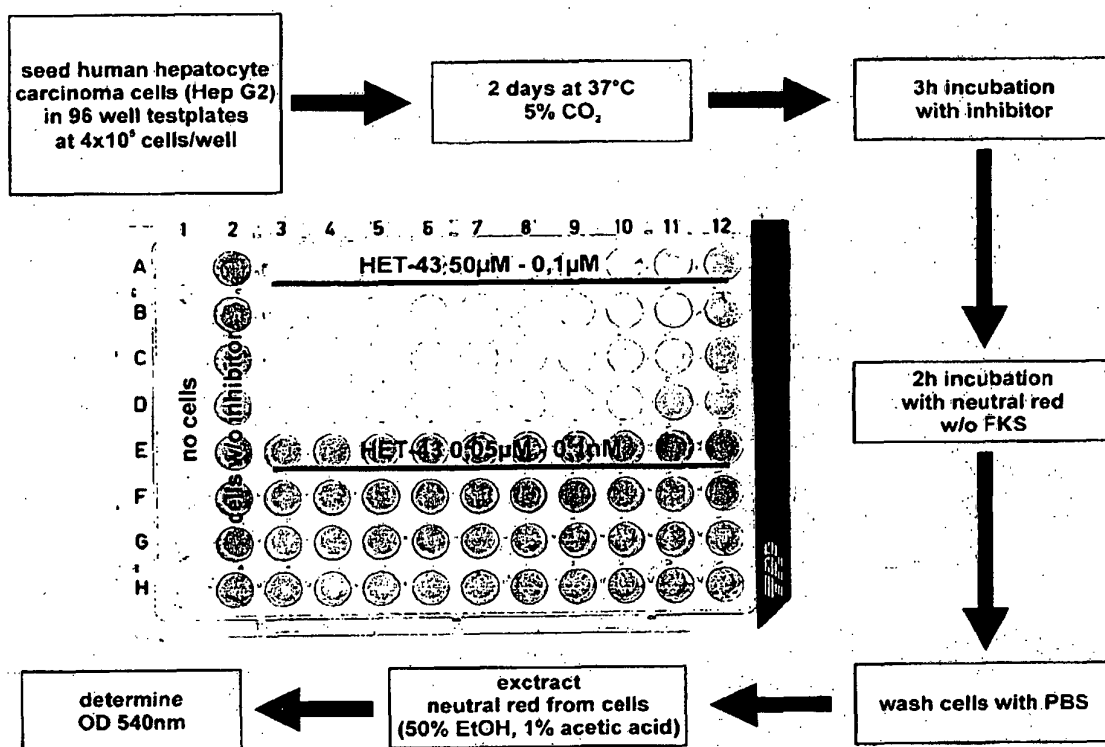 seed human hepatocyte
carcinoma cells (Hep G2)
in 96 well testplates
at 4x10⁵ cells/well
2 days at 37°C
5% CO₂
3h incubation
with inhibitor
1 2 3 4 5 6 7 8 9 10 11 12
A
B
C
D
E
F
G
H
HET-43 50µM - 0,1µM
HET-43 0,05µM - 0,1nM
no cells
cells w/o inhibitor
2h incubation
with neutral red
w/o FKS
wash cells with PBS
exctract
neutral red from cells
(50% EtOH, 1% acetic acid)
determine
OD 540nm